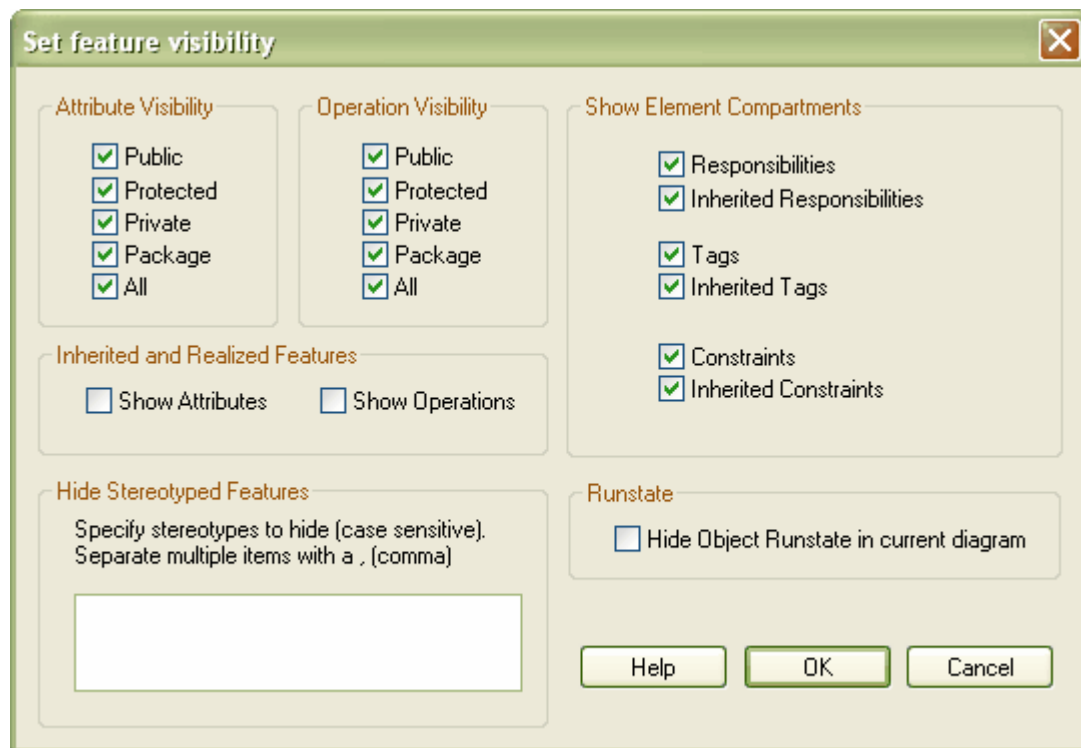 Set feature visibility
Attribute Visibility
Public
Protected
Private
Package
All
Operation Visibility
Public
Protected
Private
Package
All
Show Element Compartments
Responsibilities
Inherited Responsibilities
Tags
Inherited Tags
Constraints
Inherited Constraints
Inherited and Realized Features
Show Attributes
Show Operations
Hide Stereotyped Features
Specify stereotypes to hide (case sensitive).
Separate multiple items with a , (comma)
Runstate
Hide Object Runstate in current diagram
Help
OK
Cancel